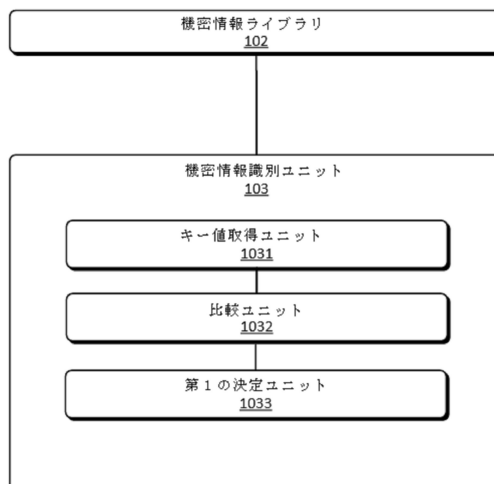 機密情報ライブラリ
102
機密情報識別ユニット
103
キー値取得ユニット
1031
比較ユニット
1032
第1の決定ユニット
1033